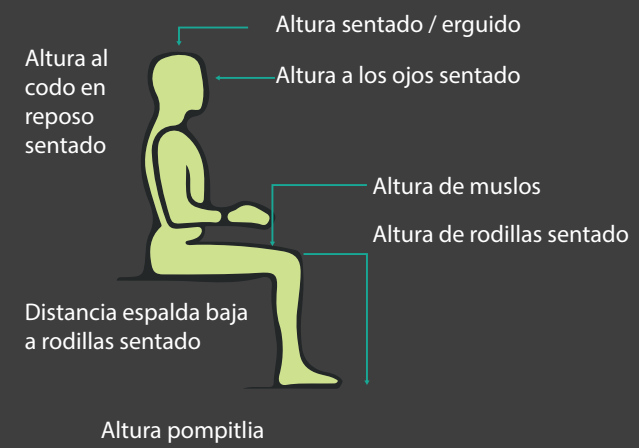 Altura sentado / erguido
Altura al
codo en
reposo
sentado
Altura a los ojos sentado
Altura de muslos
Altura de rodillas sentado
Distancia espalda baja
a rodillas sentado
Altura pompitlia